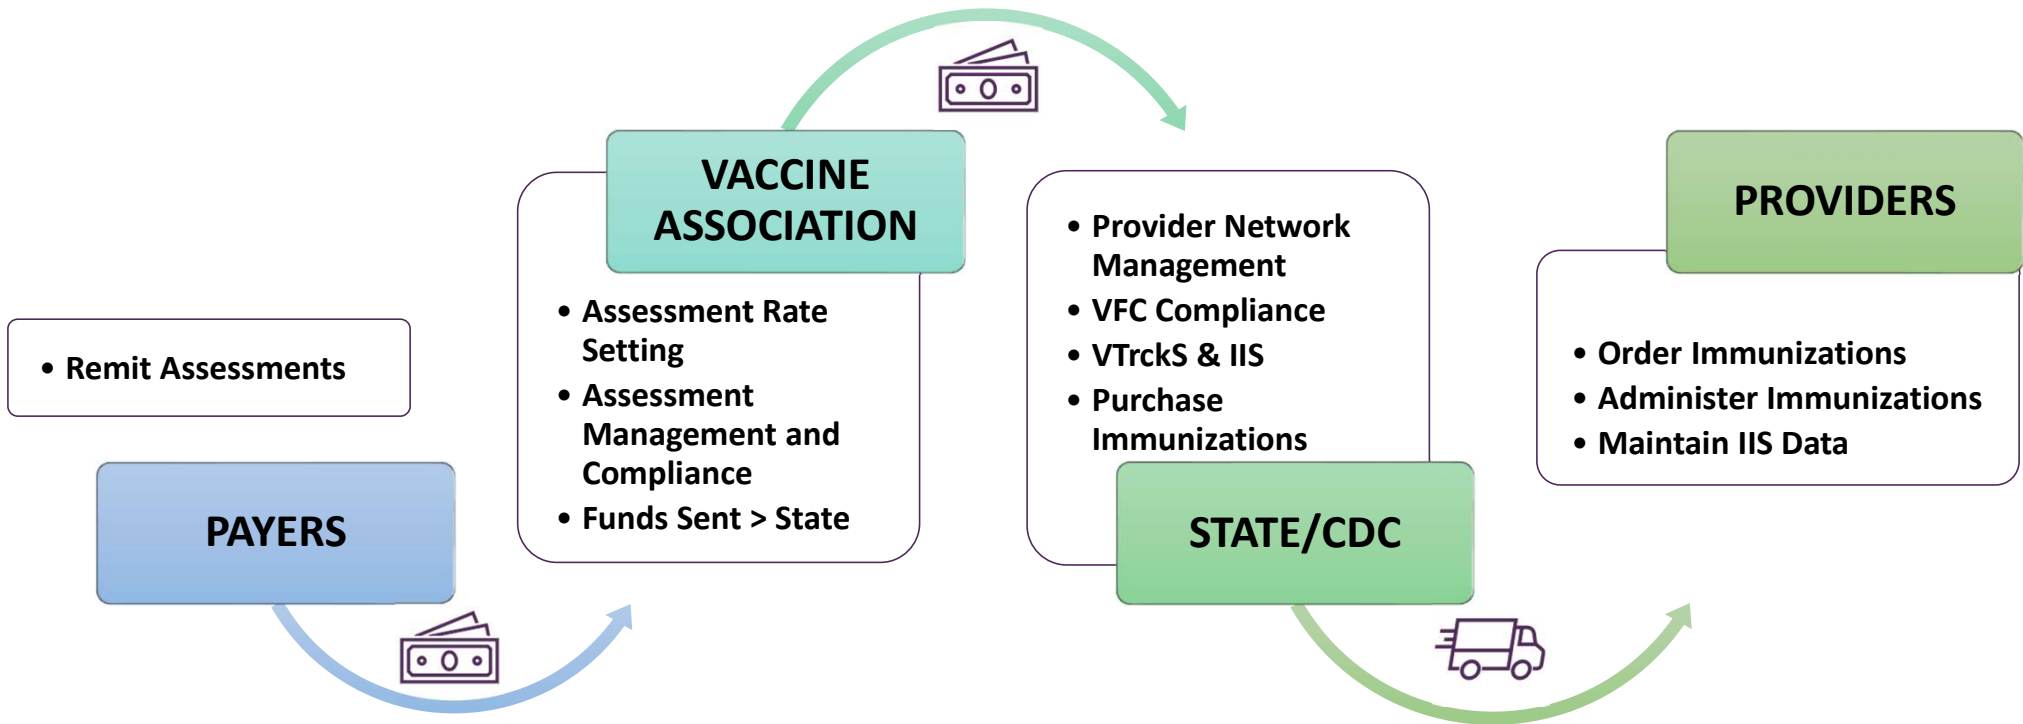 • Remit Assessments
PAYERS
VACCINE
ASSOCIATION
• Assessment Rate
Setting
• Assessment
Management and
Compliance
• Funds Sent > State
• Provider Network
Management
• VFC Compliance
• VTrckS & IIS
• Purchase
Immunizations
STATE/CDC
PROVIDERS
• Order Immunizations
• Administer Immunizations
• Maintain IIS Data